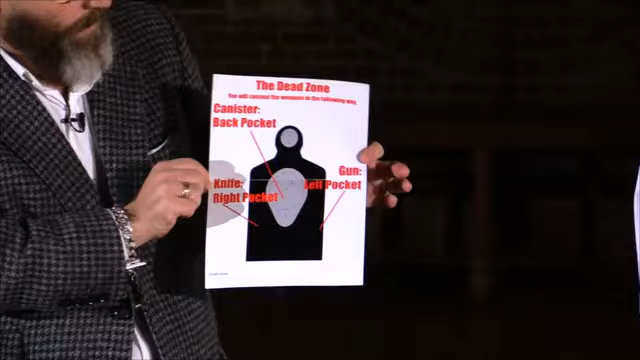 The Dead Zone
You will conceal the weapons in the following way
Canister:
Back Pocket
Knife:
Right Pocket
Gun:
Left Pocket